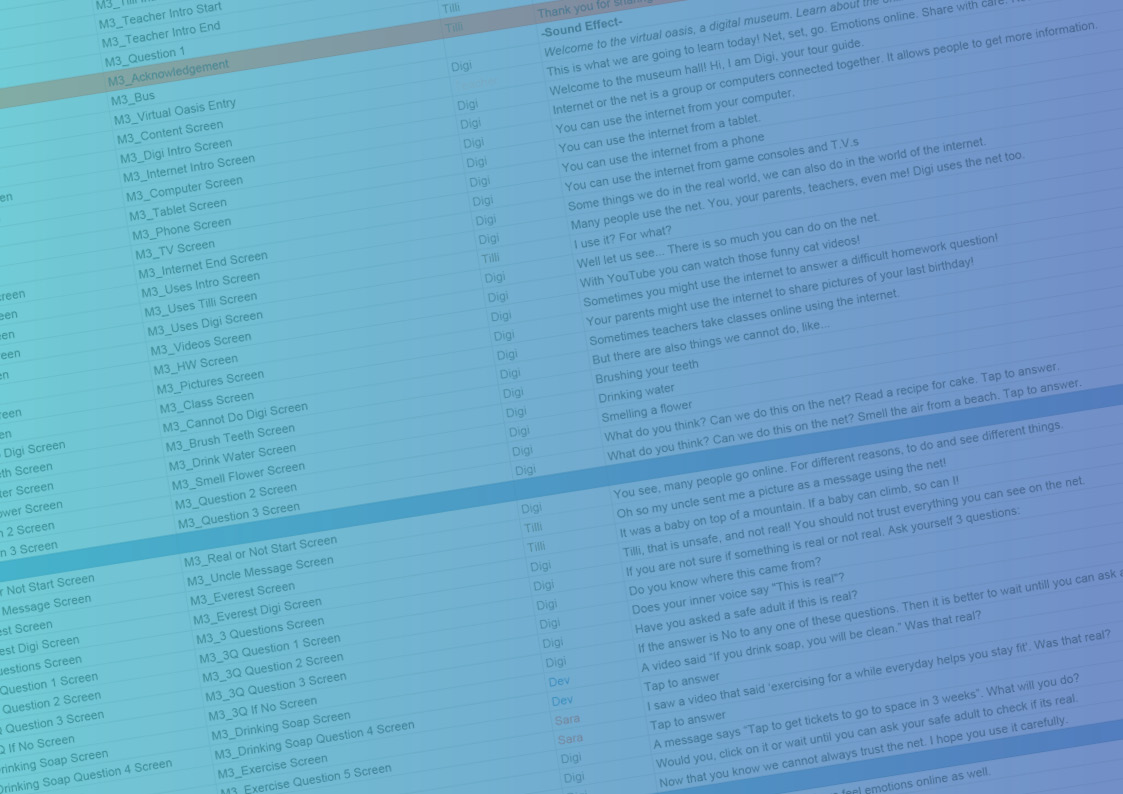 M3_Teacher Intro Start
M3_Teacher Intro End
M3_Question 1 Tilli
M3_Acknowledgement Tilli Thank you for sharing
M3_Bus -Sound Effect-
M3_Virtual Oasis Entry Digi Welcome to the virtual oasis, a digital museum. Learn about the
M3_Content Screen This is what we are going to learn today! Net, set, go. Emotions online. Share with care.
M3_Digi Intro Screen Digi Welcome to the museum hall! Hi, I am Digi, your tour guide.
en M3_Internet Intro Screen Digi Internet or the net is a group or computers connected together. It allows people to get more information.
M3_Computer Screen Digi You can use the internet from your computer.
M3_Tablet Screen Digi You can use the internet from a tablet.
M3_Phone Screen Digi You can use the internet from a phone
M3_TV Screen Digi You can use the internet from game consoles and T.V.s
reen M3_Internet End Screen Digi Some things we do in the real world, we can also do in the world of the internet.
een M3_Uses Intro Screen Digi Many people use the net. You, your parents, teachers, even me! Digi uses the net too.
een M3_Uses Tilli Screen Tilli I use it? For what?
M3_Uses Digi Screen Digi Well let us see... There is so much you can do on the net.
en M3_Videos Screen Digi With YouTube you can watch those funny cat videos!
M3_HW Screen Digi Sometimes you might use the internet to answer a difficult homework question!
reen M3_Pictures Screen Digi Your parents might use the internet to share pictures of your last birthday!
en M3_Class Screen Digi Sometimes teachers take classes online using the internet.
Digi Screen M3_Cannot Do Digi Screen Digi But there are also things we cannot do, like...
eth Screen M3_Brush Teeth Screen Digi Brushing your teeth
ter Screen M3_Drink Water Screen Digi Drinking water
ower Screen M3_Smell Flower Screen Digi Smelling a flower
n 2 Screen M3_Question 2 Screen Digi What do you think? Can we do this on the net? Read a recipe for cake. Tap to answer.
n 3 Screen M3_Question 3 Screen Digi What do you think? Can we do this on the net? Smell the air from a beach. Tap to answer.
r Not Start Screen M3_Real or Not Start Screen Digi You see, many people go online. For different reasons, to do and see different things.
Message Screen M3_Uncle Message Screen Tilli Oh so my uncle sent me a picture as a message using the net!
est Screen M3_Everest Screen Tilli It was a baby on top of a mountain. If a baby can climb, so can I!
est Digi Screen M3_Everest Digi Screen Digi Tilli, that is unsafe, and not real! You should not trust everything you can see on the net.
estions Screen M3_3 Questions Screen Digi If you are not sure if something is real or not real. Ask yourself 3 questions:
Question 1 Screen M3_3Q Question 1 Screen Digi Do you know where this came from?
Question 2 Screen M3_3Q Question 2 Screen Digi Does your inner voice say "This is real"?
Question 3 Screen M3_3Q Question 3 Screen Digi Have you asked a safe adult if this is real?
If No Screen M3_3Q If No Screen Digi If the answer is No to any one of these questions. Then it is better to wait untill you can ask
rinking Soap Screen M3_Drinking Soap Screen Dev A video said "If you drink soap, you will be clean." Was that real?
Drinking Soap Question 4 Screen M3_Drinking Soap Question 4 Screen Dev Tap to answer
M3_Exercise Screen Sara I saw a video that said 'exercising for a while everyday helps you stay fit'. Was that real?
M3_Exercise Question 5 Screen Sara Tap to answer
Digi A message says "Tap to get tickets to go to space in 3 weeks". What will you do?
Digi Would you, click on it or wait until you can ask your safe adult to check if its real.
Now that you know we cannot always trust the net. I hope you use it carefully.
feel emotions online as well.